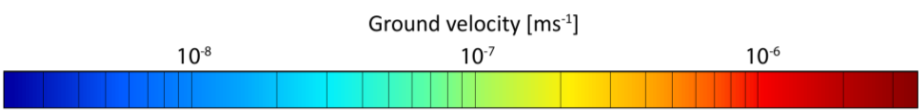 Ground velocity [ms⁻¹]
10⁻⁸ 10⁻⁷ 10⁻⁶